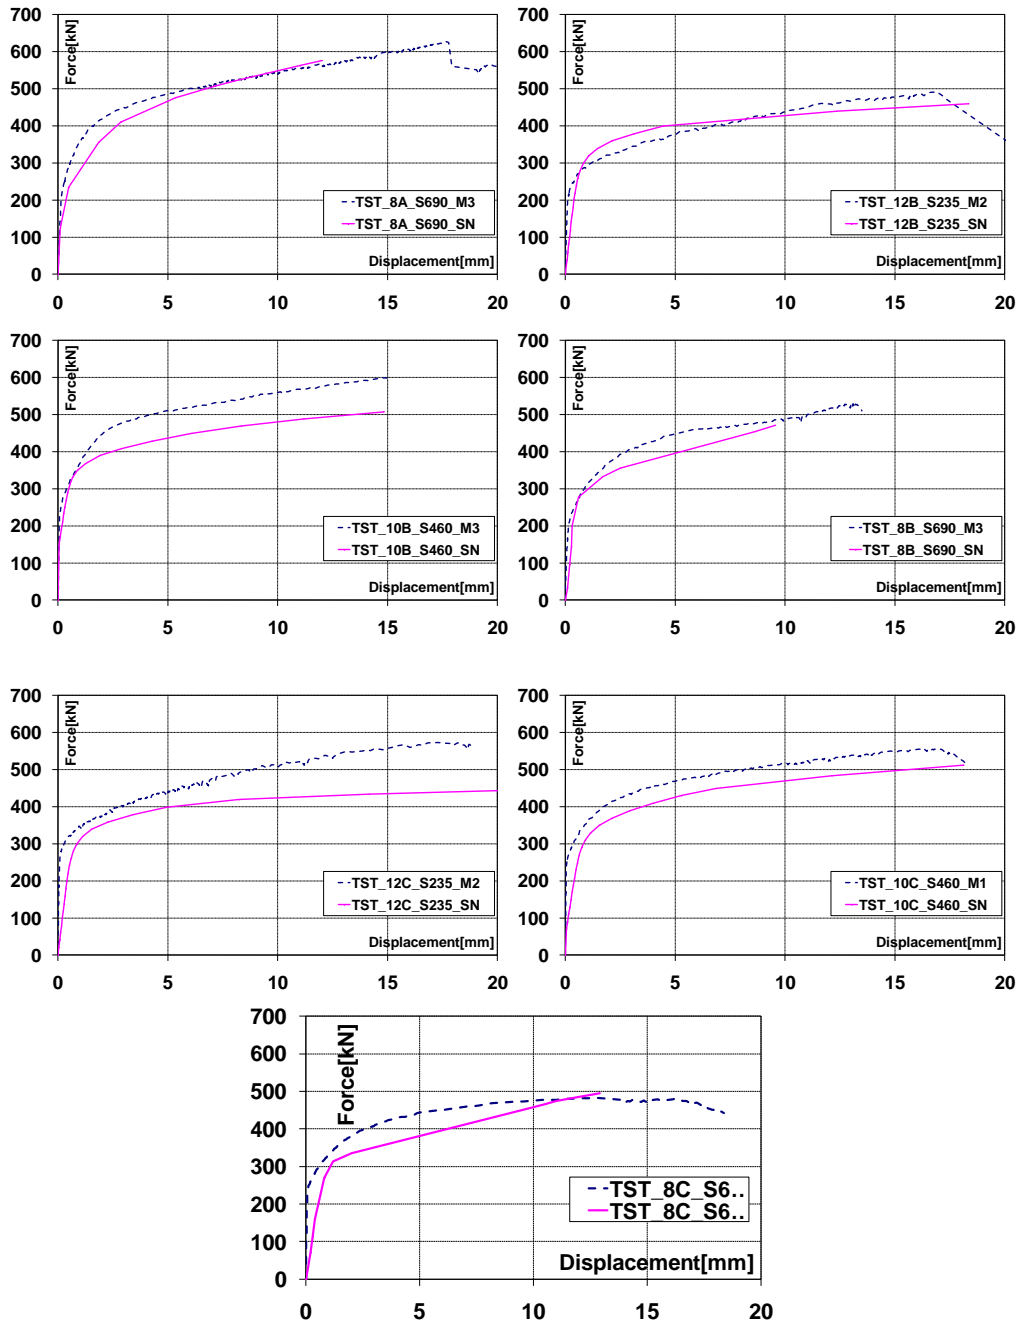 700
600
500
400
300
200
100
0
Force[kN]
TST_8A_S690_M3
TST_8A_S690_SN
Displacement[mm]
0 5 10 15 20
700
600
500
400
300
200
100
0
Force[kN]
TST_12B_S235_M2
TST_12B_S235_SN
Displacement[mm]
0 5 10 15 20
700
600
500
400
300
200
100
0
Force[kN]
TST_10B_S460_M3
TST_10B_S460_SN
Displacement[mm]
0 5 10 15 20
700
600
500
400
300
200
100
0
Force[kN]
TST_8B_S690_M3
TST_8B_S690_SN
Displacement[mm]
0 5 10 15 20
700
600
500
400
300
200
100
0
Force[kN]
TST_12C_S235_M2
TST_12C_S235_SN
Displacement[mm]
0 5 10 15 20
700
600
500
400
300
200
100
0
Force[kN]
TST_10C_S460_M1
TST_10C_S460_SN
Displacement[mm]
0 5 10 15 20
700
600
500
400
300
200
100
0
Force[kN]
TST_8C_S6..
TST_8C_S6..
Displacement[mm]
0 5 10 15 20